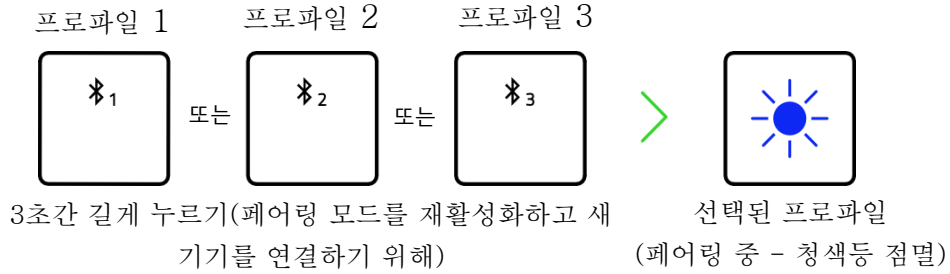 프로파일 1 프로파일 2 프로파일 3
1 또는 2 또는 3
3초간 길게 누르기(페어링 모드를 재활성화하고 새
기기를 연결하기 위해)
선택된 프로파일
(페어링 중 - 청색등 점멸)